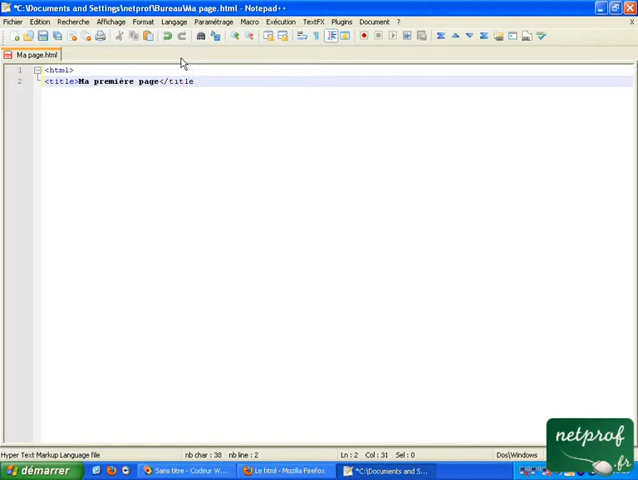 *C:\Documents and Settings\netprof\Bureau\Ma page.html - Notepad++
Fichier Edition Recherche Affichage Format Langage Paramétrage Macro Exécution TextFX Plugins Document ? X
Ma page.html
1 <html>
2 <title>Ma première page</title
Hyper Text Markup Language file nb char : 38 nb line : 2 Ln : 2 Col : 31 Sel : 0 Dos\Windows
démarrer Sans titre - Codeur W... Le html - Mozilla Firefox *C:\Documents and S...
netprof
.fr